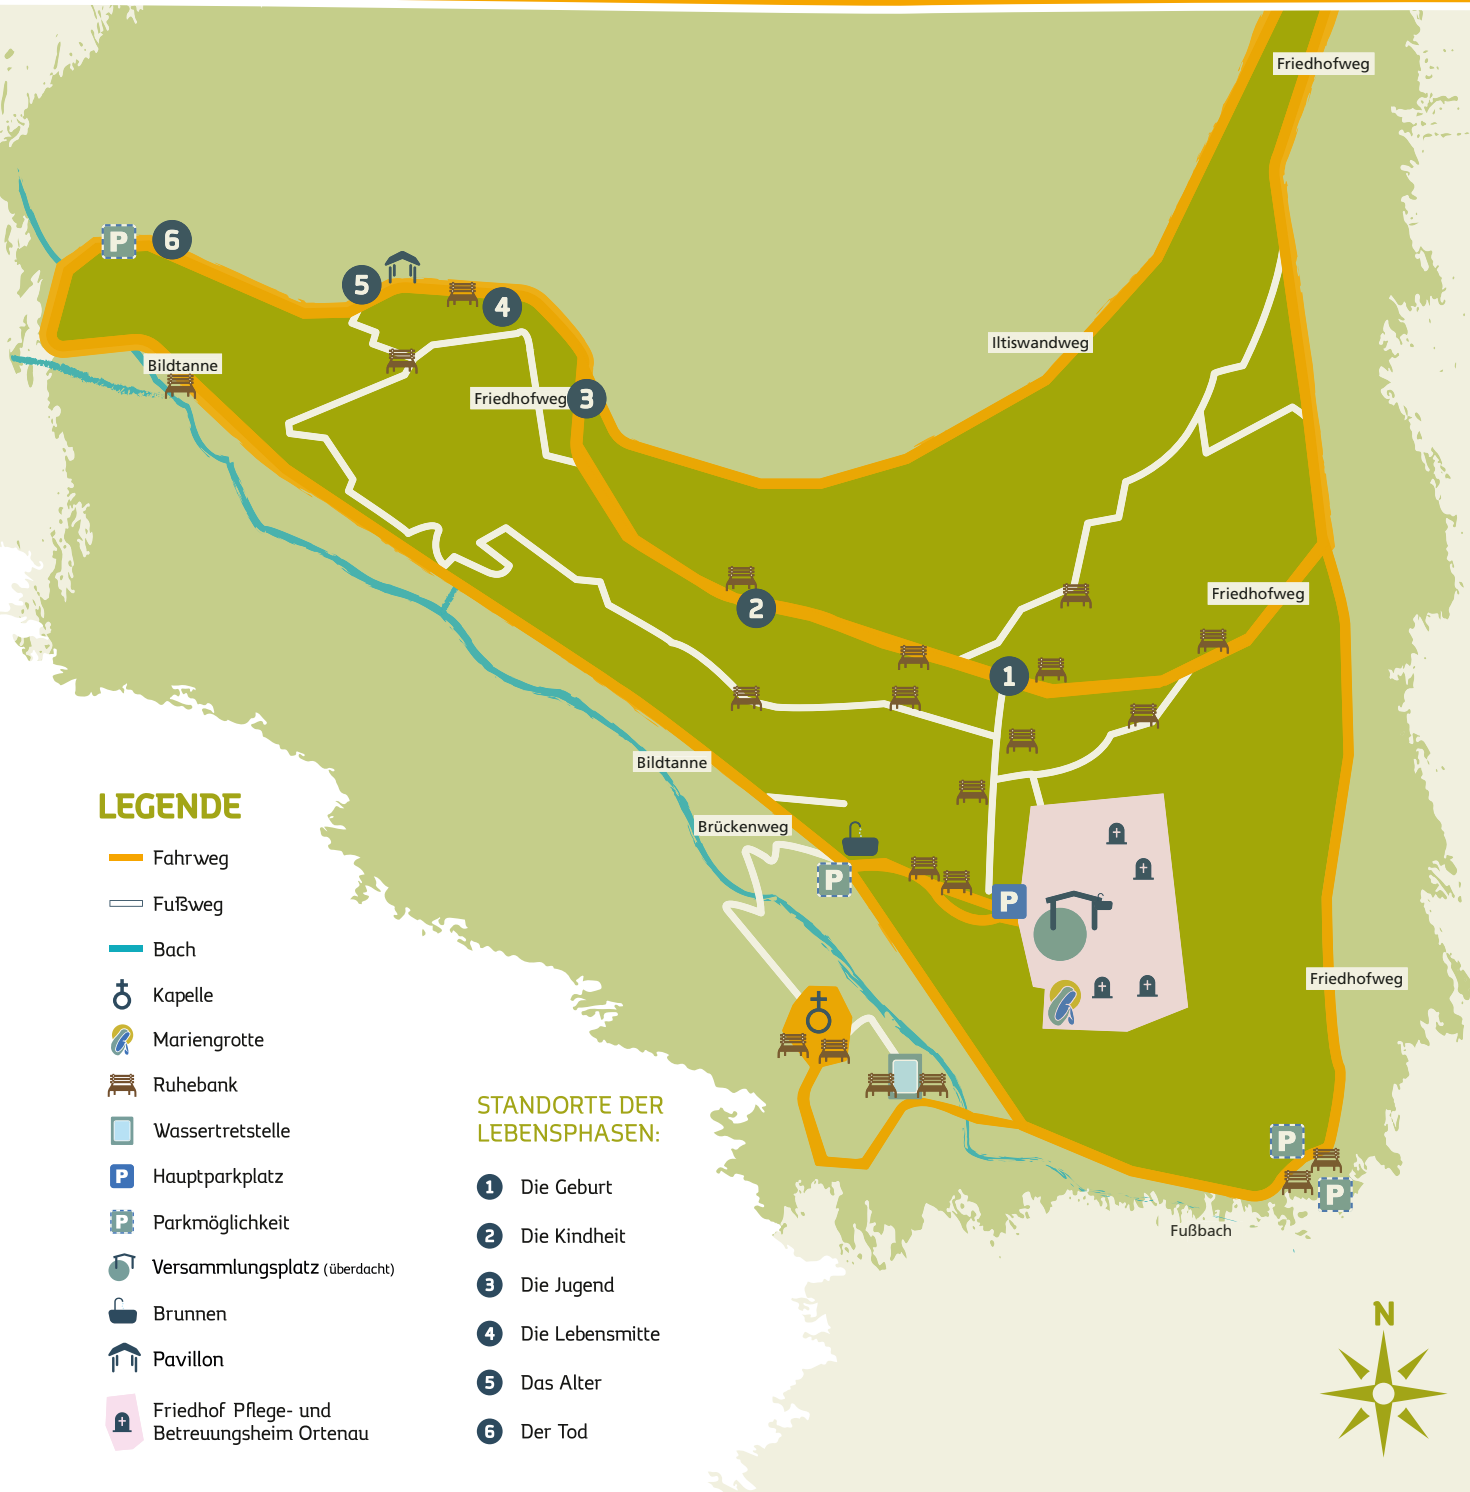 Friedhofweg
P
6
5
4
Iltiswandweg
Bildtanne
Friedhofweg
3
2
Friedhofweg
1
Bildtanne
Brückenweg
P
P
Friedhofweg
P
P
Fußbach
N
LEGENDE
Fahrweg
Fußweg
Bach
Kapelle
Mariengrotte
Ruhebank
Wassertretstelle
P Hauptparkplatz
P Parkmöglichkeit
Versammlungsplatz (überdacht)
Brunnen
Pavillon
Friedhof Pflege- und
Betreuungsheim Ortenau
STANDORTE DER
LEBENSPHASEN:
1 Die Geburt
2 Die Kindheit
3 Die Jugend
4 Die Lebensmitte
5 Das Alter
6 Der Tod